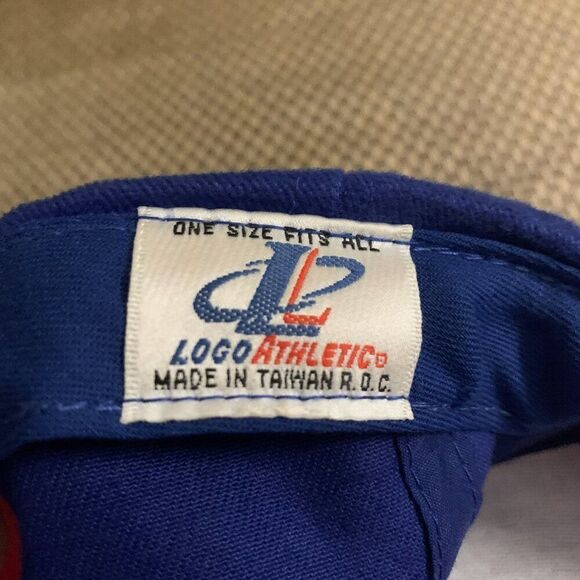 ONE SIZE FITS ALL
LOGO ATHLETIC®
MADE IN TAIWAN R.O.C.